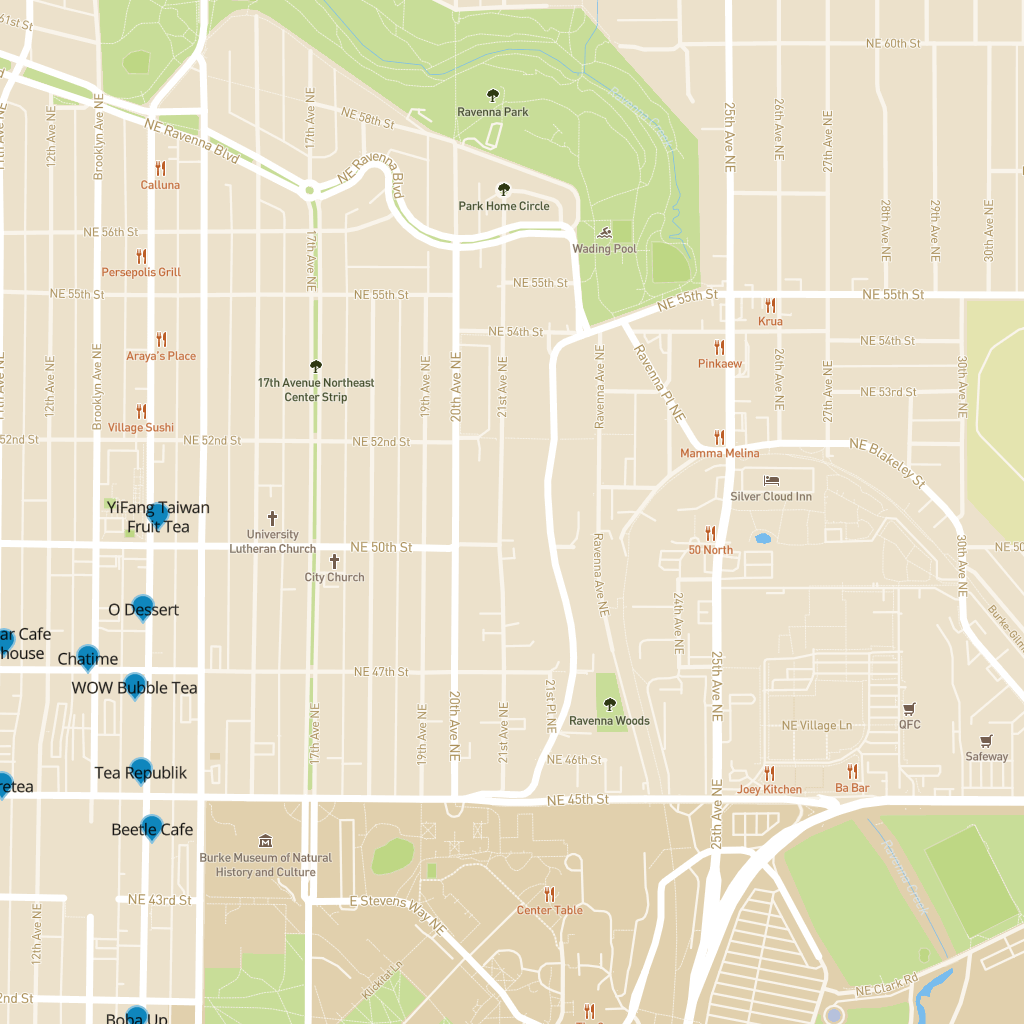 61st St
NE 60th St
Ravenna Park
NE 58th St
NE Ravenna Blvd
NE Ravenna Blvd
12th Ave NE
Brooklyn Ave NE
17th Ave NE
25th Ave NE
26th Ave NE
27th Ave NE
Calluna
Park Home Circle
NE 56th St
17th Ave NE
28th Ave NE
29th Ave NE
30th Ave NE
Wading Pool
Persepolis Grill
NE 55th St
NE 55th St
NE 55th St
NE 55th St
NE 55th St
Krua
NE 54th St
NE 54th St
Araya's Place
Pinkaew
12th Ave NE
Brooklyn Ave NE
17th Avenue Northeast
Center Strip
19th Ave NE
20th Ave NE
21st Ave NE
Ravenna Ave NE
Ravenna Pl NE
26th Ave NE
27th Ave NE
NE 53rd St
30th Ave NE
Village Sushi
52nd St
NE 52nd St
NE 52nd St
Mamma Melina
NE Blakeley St
Silver Cloud Inn
YiFang Taiwan
Fruit Tea
University
Lutheran Church
NE 50th St
50 North
NE 50
City Church
Ravenna Ave NE
30th Ave NE
24th Ave NE
O Dessert
Burke-Gilm
ar Cafe
house
Chatime
NE 47th St
WOW Bubble Tea
17th Ave NE
19th Ave NE
20th Ave NE
21st Ave NE
21st Pl NE
25th Ave NE
Ravenna Woods
NE Village Ln
QFC
Safeway
NE 46th St
Tea Republik
retea
Joey Kitchen
Ba Bar
NE 45th St
25th Ave NE
Beetle Cafe
Burke Museum of Natural
History and Culture
NE 43rd St
E Stevens Way NE
Center Table
12th Ave NE
Klickitat Ln
NE Clark Rd
2nd St
Boba Up